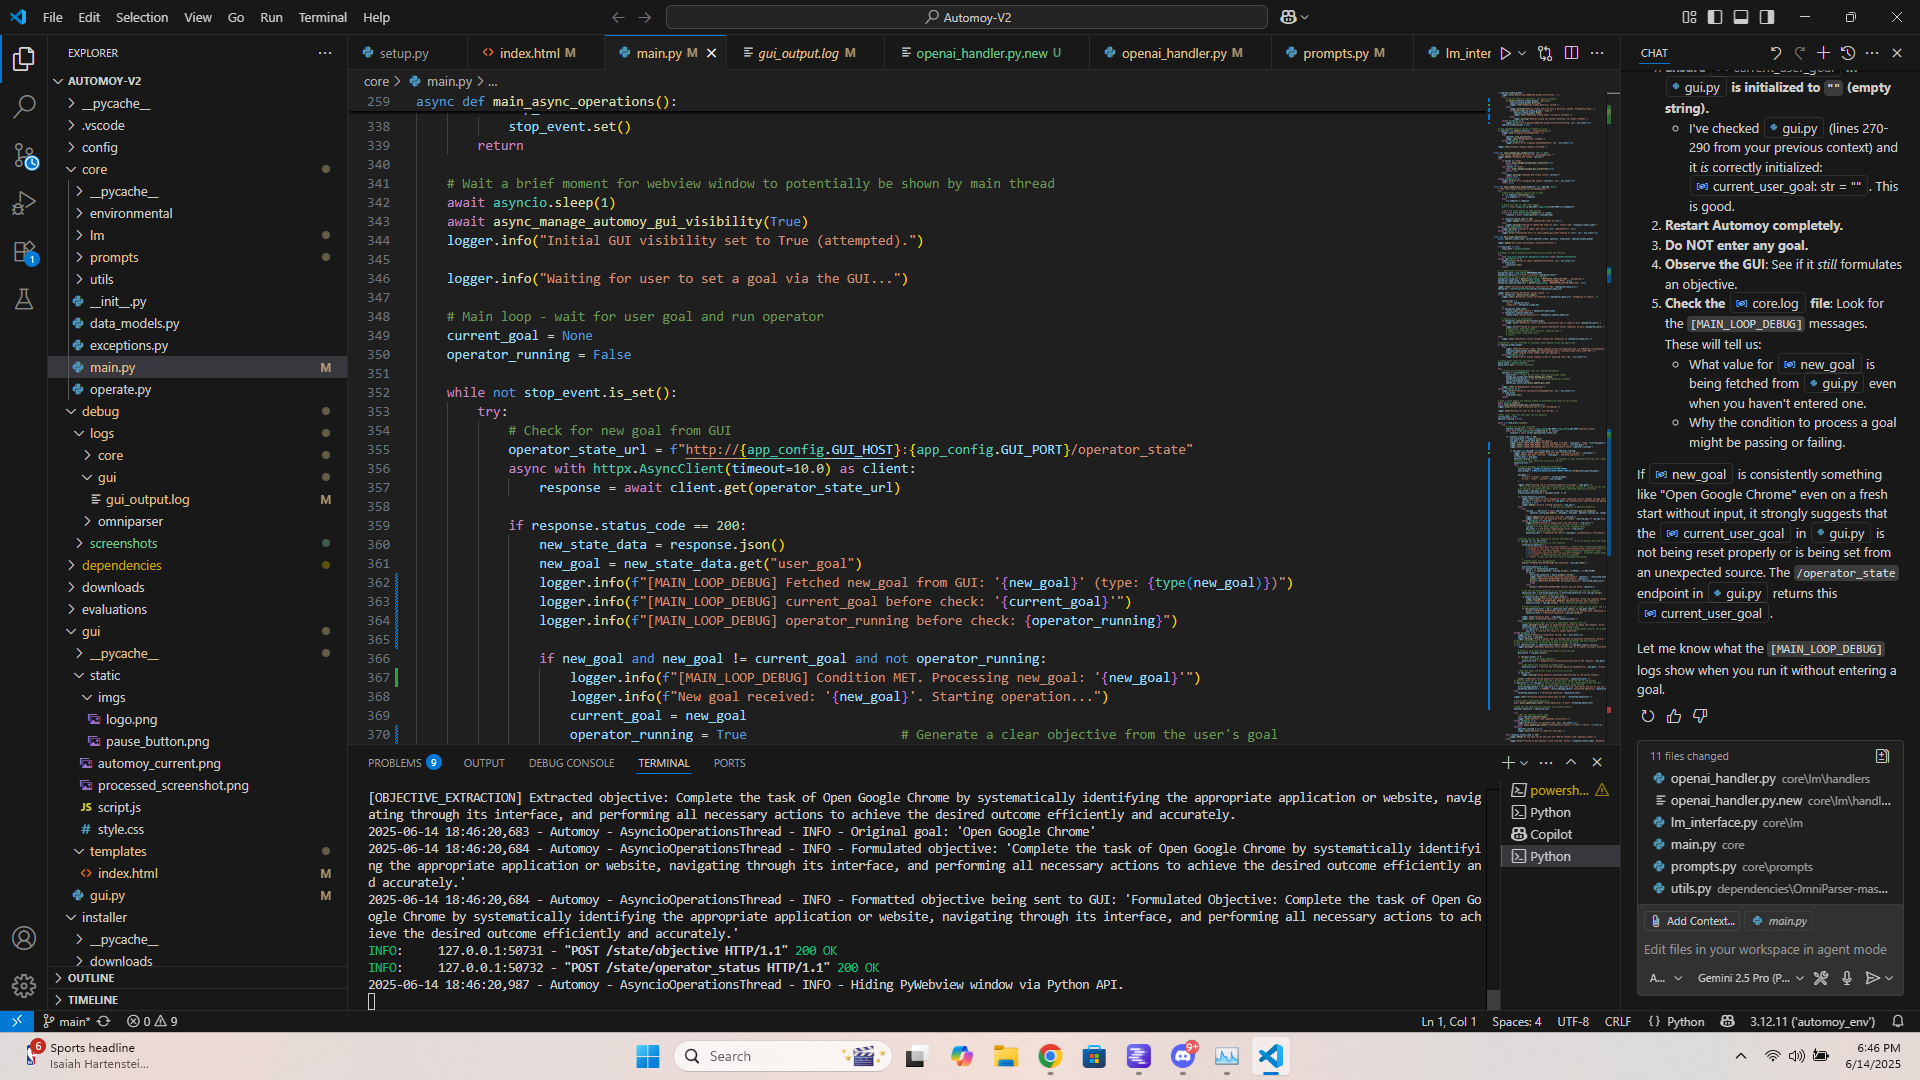 File Edit Selection View Go Run Terminal Help
Automoy-V2
EXPLORER
AUTOMOY-V2
__pycache__
.vscode
config
core
__pycache__
environmental
lm
prompts
utils
__init__.py
data_models.py
exceptions.py
main.py M
operate.py
debug
logs
core
gui
gui_output.log M
omniparser
screenshots
dependencies
downloads
evaluations
gui
__pycache__
static
imgs
logo.png
pause_button.png
automoy_current.png
processed_screenshot.png
JS script.js
# style.css
templates
<> index.html M
gui.py M
installer
__pycache__
downloads
OUTLINE
TIMELINE
setup.py
<> index.html M
main.py M
gui_output.log M
openai_handler.py.new U
openai_handler.py M
prompts.py M
lm_inter
core > main.py > ...
259 async def main_async_operations():
338 stop_event.set()
339 return
340
341 # Wait a brief moment for webview window to potentially be shown by main thread
342 await asyncio.sleep(1)
343 await async_manage_automoy_gui_visibility(True)
344 logger.info("Initial GUI visibility set to True (attempted).")
345
346 logger.info("Waiting for user to set a goal via the GUI...")
347
348 # Main loop - wait for user goal and run operator
349 current_goal = None
350 operator_running = False
351
352 while not stop_event.is_set():
353 try:
354 # Check for new goal from GUI
355 operator_state_url = f"http://{app_config.GUI_HOST}:{app_config.GUI_PORT}/operator_state"
356 async with httpx.AsyncClient(timeout=10.0) as client:
357 response = await client.get(operator_state_url)
358
359 if response.status_code == 200:
360 new_state_data = response.json()
361 new_goal = new_state_data.get("user_goal")
362 logger.info(f"[MAIN_LOOP_DEBUG] Fetched new_goal from GUI: '{new_goal}' (type: {type(new_goal)})")
363 logger.info(f"[MAIN_LOOP_DEBUG] current_goal before check: '{current_goal}'")
364 logger.info(f"[MAIN_LOOP_DEBUG] operator_running before check: {operator_running}")
365
366 if new_goal and new_goal != current_goal and not operator_running:
367 logger.info(f"[MAIN_LOOP_DEBUG] Condition MET. Processing new_goal: '{new_goal}'")
368 logger.info(f"New goal received: '{new_goal}'. Starting operation...")
369 current_goal = new_goal
370 operator_running = True # Generate a clear objective from the user's goal
PROBLEMS 9 OUTPUT DEBUG CONSOLE TERMINAL PORTS
[OBJECTIVE_EXTRACTION] Extracted objective: Complete the task of Open Google Chrome by systematically identifying the appropriate application or website, navig
ating through its interface, and performing all necessary actions to achieve the desired outcome efficiently and accurately.
2025-06-14 18:46:20,683 - Automoy - AsyncioOperationsThread - INFO - Original goal: 'Open Google Chrome'
2025-06-14 18:46:20,684 - Automoy - AsyncioOperationsThread - INFO - Formulated objective: 'Complete the task of Open Google Chrome by systematically identifyi
ng the appropriate application or website, navigating through its interface, and performing all necessary actions to achieve the desired outcome efficiently an
d accurately.'
2025-06-14 18:46:20,684 - Automoy - AsyncioOperationsThread - INFO - Formatted objective being sent to GUI: 'Formulated Objective: Complete the task of Open Go
ogle Chrome by systematically identifying the appropriate application or website, navigating through its interface, and performing all necessary actions to ach
ieve the desired outcome efficiently and accurately.'
INFO: 127.0.0.1:50731 - "POST /state/objective HTTP/1.1" 200 OK
INFO: 127.0.0.1:50732 - "POST /state/operator_status HTTP/1.1" 200 OK
2025-06-14 18:46:20,987 - Automoy - AsyncioOperationsThread - INFO - Hiding PyWebview window via Python API.
powersh...
Python
Copilot
Python
CHAT
gui.py is initialized to "" (empty
string).
I've checked gui.py (lines 270-
290 from your previous context) and
it is correctly initialized:
current_user_goal: str = "" . This
is good.
2. Restart Automoy completely.
3. Do NOT enter any goal.
4. Observe the GUI: See if it still formulates
an objective.
5. Check the core.log file: Look for
the [MAIN_LOOP_DEBUG] messages.
These will tell us:
What value for new_goal is
being fetched from gui.py even
when you haven't entered one.
Why the condition to process a goal
might be passing or failing.
If new_goal is consistently something
like "Open Google Chrome" even on a fresh
start without input, it strongly suggests that
the current_user_goal in gui.py is
not being reset properly or is being set from
an unexpected source. The /operator_state
endpoint in gui.py returns this
current_user_goal .
Let me know what the [MAIN_LOOP_DEBUG]
logs show when you run it without entering a
goal.
11 files changed
openai_handler.py core\lm\handlers
openai_handler.py.new core\lm\handl...
lm_interface.py core\lm
main.py core
prompts.py core\prompts
utils.py dependencies\OmniParser-mas...
Add Context... main.py
Edit files in your workspace in agent mode
A... Gemini 2.5 Pro (P...
main* 0 9
Ln 1, Col 1 Spaces: 4 UTF-8 CRLF {} Python 3.12.11 ('automoy_env')
6
Sports headline
Isaiah Hartenstei...
Search
9+
6:46 PM
6/14/2025